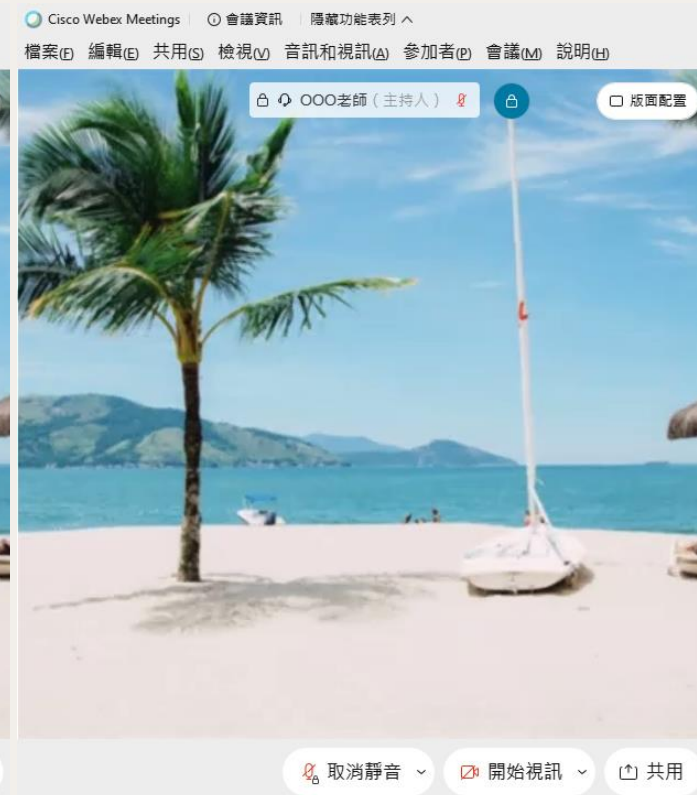 Cisco Webex Meetings 會議資訊 隱藏功能表列
檔案(F) 編輯(E) 共用(S) 檢視(V) 音訊和視訊(A) 參加者(P) 會議(M) 說明(H)
OOO老師（主持人） 版面配置
取消靜音 開始視訊 共用